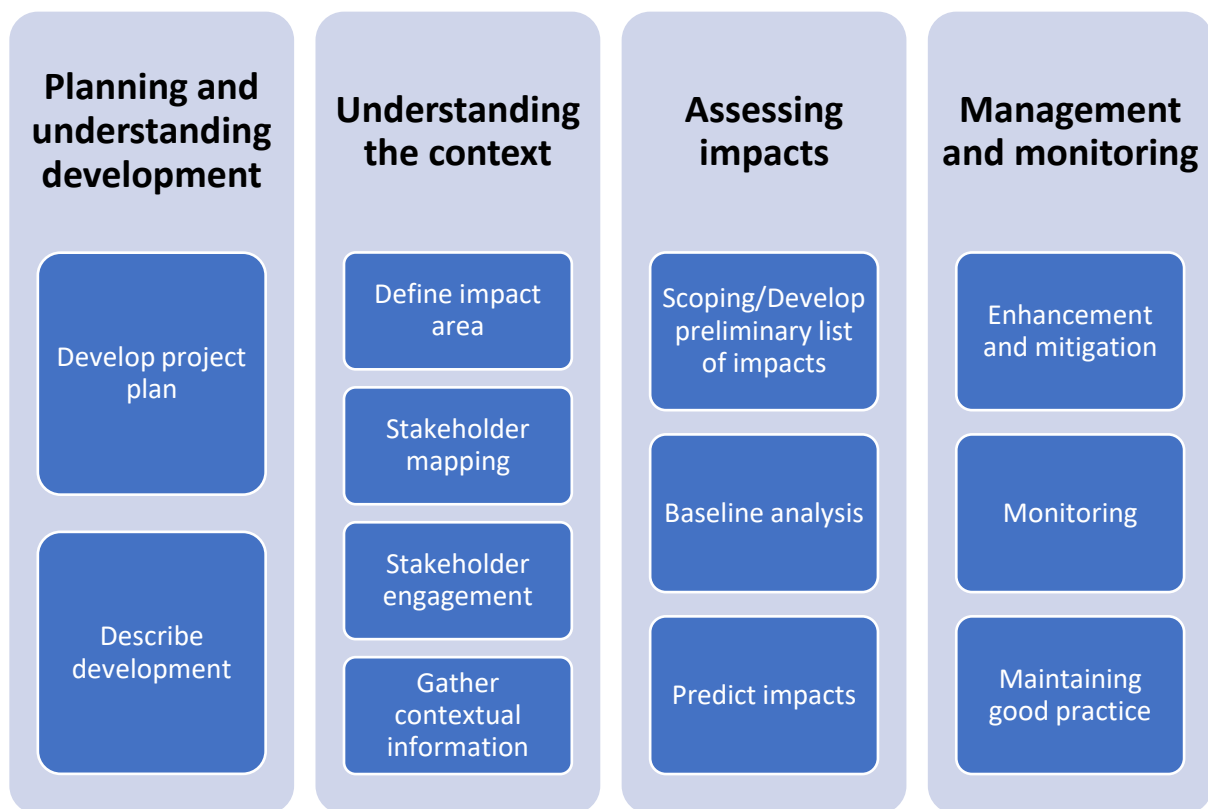 Planning and
understanding
development
Develop project
plan
Describe
development
Understanding
the context
Define impact
area
Stakeholder
mapping
Stakeholder
engagement
Gather
contextual
information
Assessing
impacts
Scoping/Develop
preliminary list
of impacts
Baseline analysis
Predict impacts
Management
and monitoring
Enhancement
and mitigation
Monitoring
Maintaining
good practice